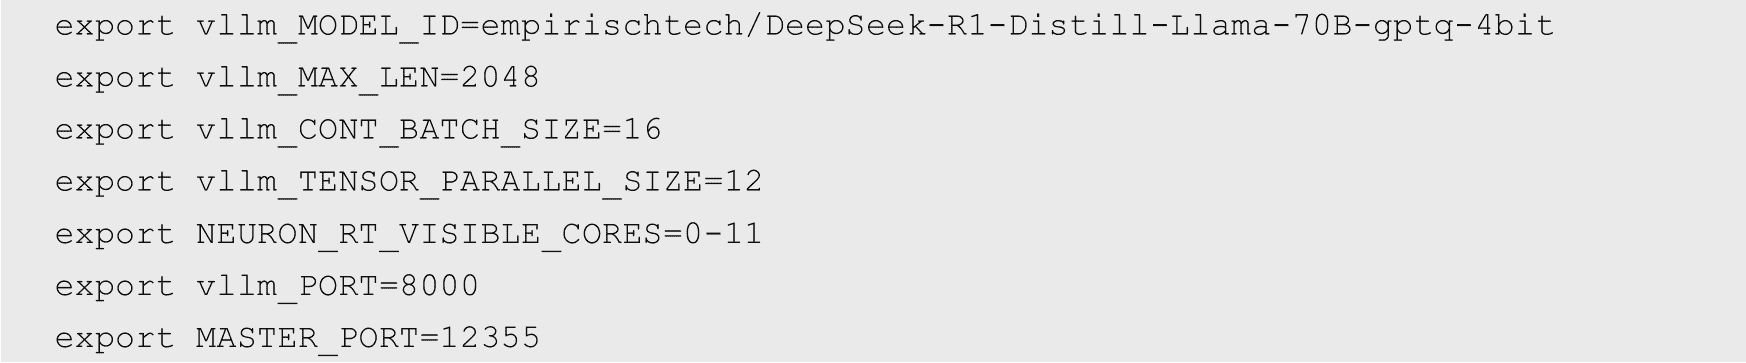 export vllm_MODEL_ID=empirischtech/DeepSeek-R1-Distill-Llama-70B-gptq-4bit
export vllm_MAX_LEN=2048
export vllm_CONT_BATCH_SIZE=16
export vllm_TENSOR_PARALLEL_SIZE=12
export NEURON_RT_VISIBLE_CORES=0-11
export vllm_PORT=8000
export MASTER_PORT=12355